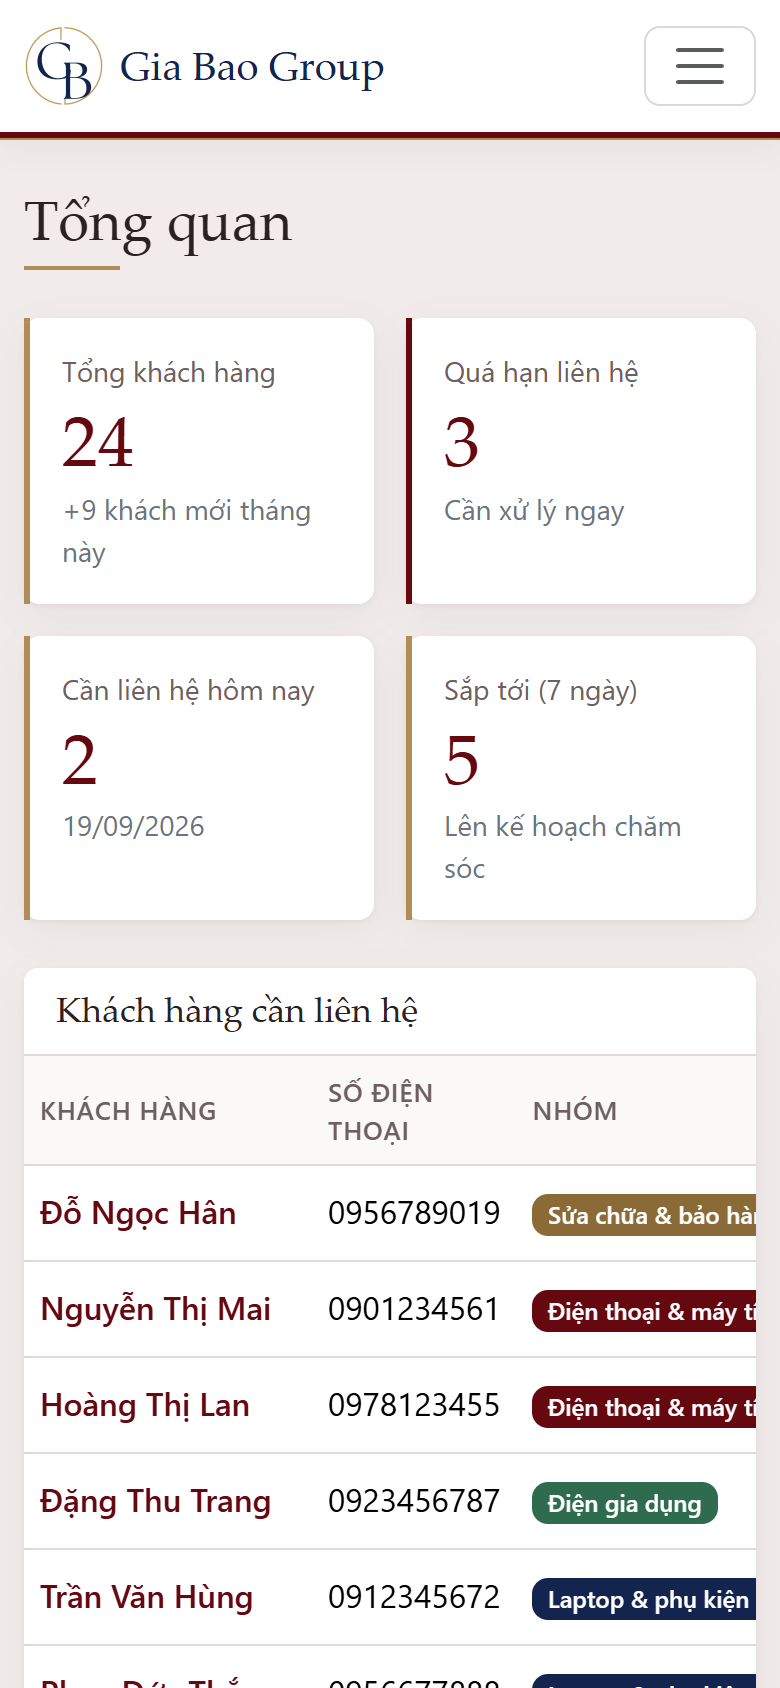 GB Gia Bao Group
Tổng quan
Tổng khách hàng
24
+9 khách mới tháng
này
Quá hạn liên hệ
3
Cần xử lý ngay
Cần liên hệ hôm nay
2
19/09/2026
Sắp tới (7 ngày)
5
Lên kế hoạch chăm
sóc
Khách hàng cần liên hệ
KHÁCH HÀNG SỐ ĐIỆN THOẠI NHÓM
Đỗ Ngọc Hân 0956789019 Sửa chữa & bảo
Nguyễn Thị Mai 0901234561 Điện thoại & máy
Hoàng Thị Lan 0978123455 Điện thoại & máy
Đặng Thu Trang 0923456787 Điện gia dụng
Trần Văn Hùng 0912345672 Laptop & phụ kiện